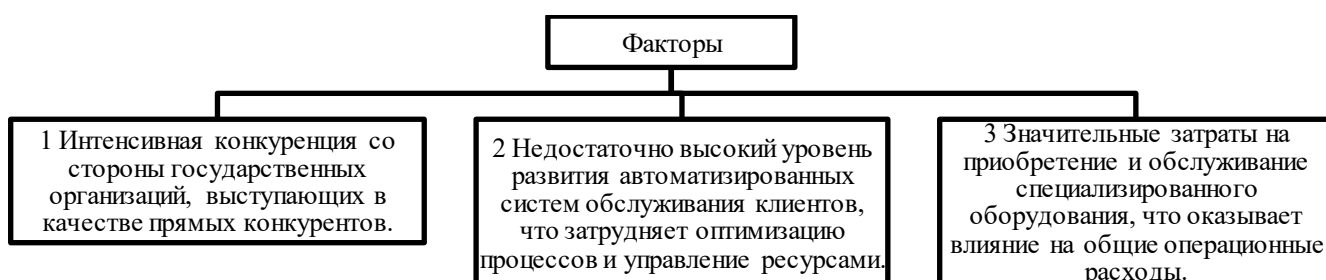 Факторы
1 Интенсивная конкуренция со
стороны государственных
организаций, выступающих в
качестве прямых конкурентов.
2 Недостаточно высокий уровень
развития автоматизированных
систем обслуживания клиентов,
что затрудняет оптимизацию
процессов и управление ресурсами.
3 Значительные затраты на
приобретение и обслуживание
специализированного
оборудования, что оказывает
влияние на общие операционные
расходы.